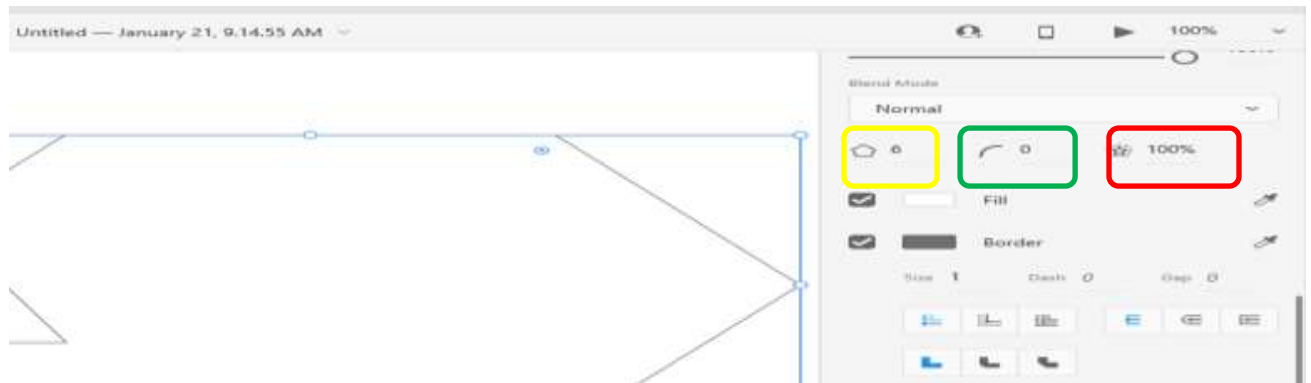 Untitled — January 21, 9.14.55 AM
100%
Blend Mode
Normal
6
0
100%
Fill
Border
Size 1 Dash 0 Gap 0